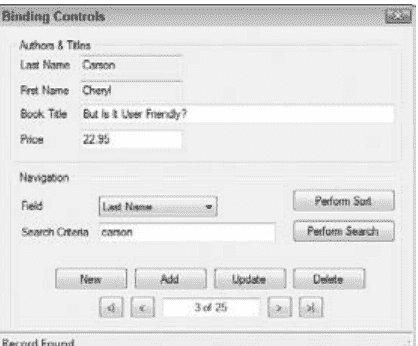 Binding Controls
Authors & Titles
Last Name Carson
First Name Cheryl
Book Title But Is It User Friendly?
Price 22.95
Navigation
Field Last Name Perform Sort
Search Criteria carson Perform Search
New Add Update Delete
<| < 3 of 25 > >|
Record Found